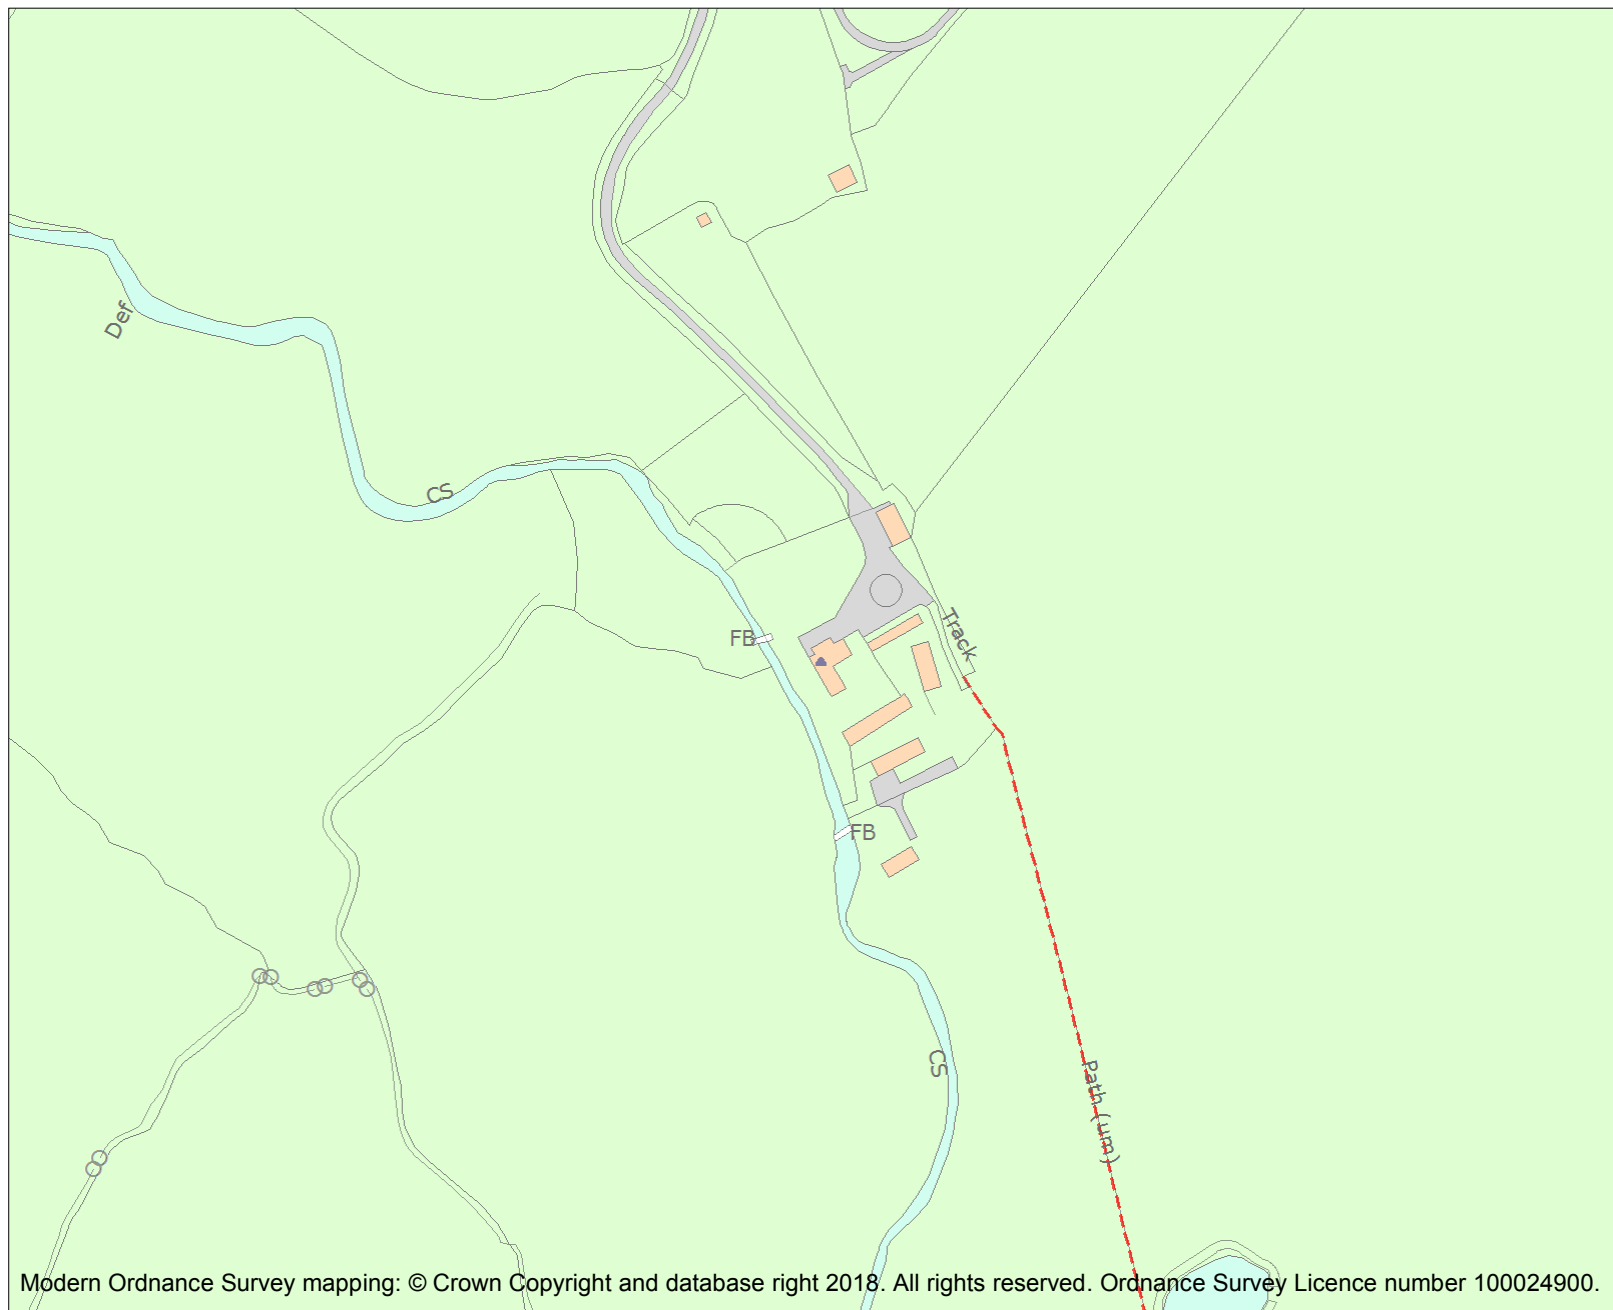 Def
CS
FB
Track
FB
CS
Path (um)
Modern Ordnance Survey mapping: © Crown Copyright and database right 2018. All rights reserved. Ordnance Survey Licence number 100024900.